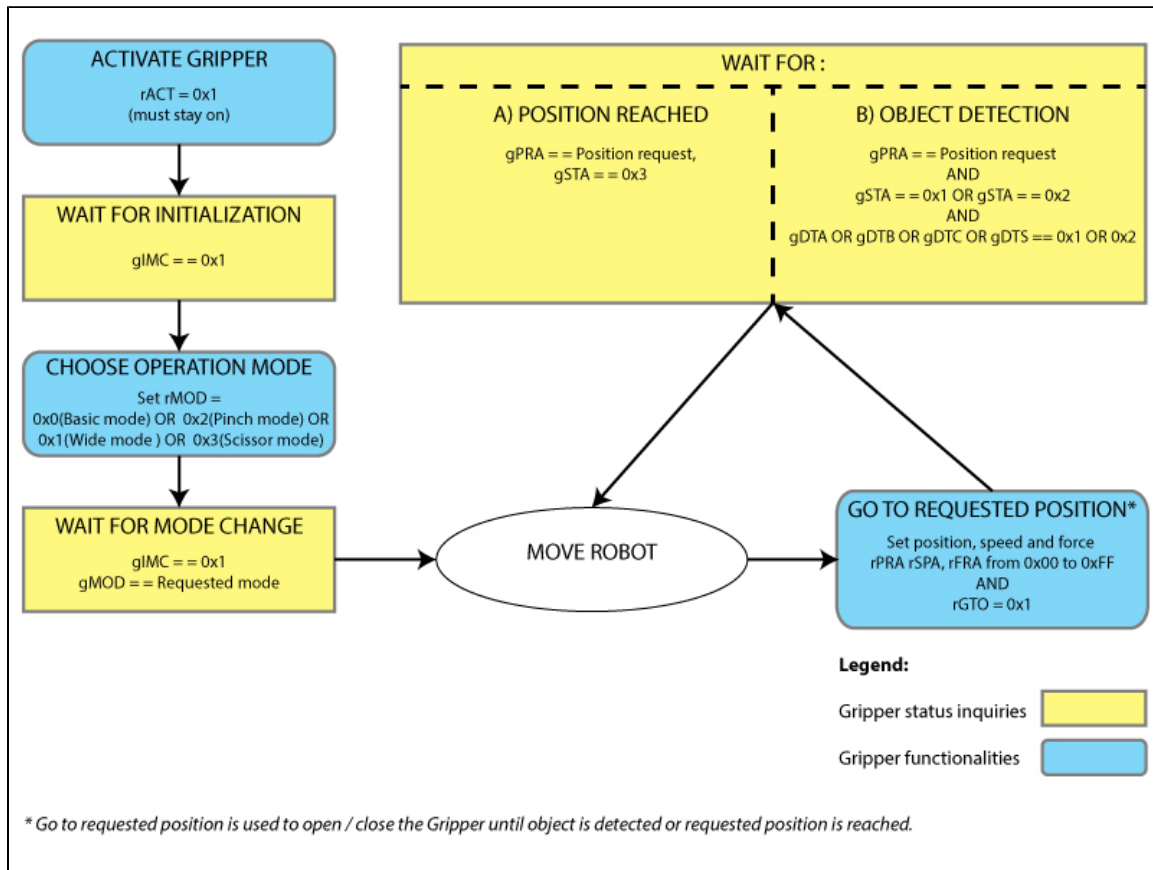 ACTIVATE GRIPPER
rACT = 0x1
(must stay on)
WAIT FOR INITIALIZATION
gIMC = = 0x1
CHOOSE OPERATION MODE
Set rMOD =
0x0(Basic mode) OR 0x2(Pinch mode) OR
0x1(Wide mode ) OR 0x3(Scissor mode)
WAIT FOR MODE CHANGE
gIMC = = 0x1
gMOD = = Requested mode
MOVE ROBOT
GO TO REQUESTED POSITION*
Set position, speed and force
rPRA rSPA, rFRA from 0x00 to 0xFF
AND
rGTO = 0x1
WAIT FOR :
A) POSITION REACHED
gPRA = = Position request,
gSTA = = 0x3
B) OBJECT DETECTION
gPRA = = Position request
AND
gSTA = = 0x1 OR gSTA = = 0x2
AND
gDTA OR gDTB OR gDTC OR gDTS = = 0x1 OR 0x2
Legend:
Gripper status inquiries
Gripper functionalities
* Go to requested position is used to open / close the Gripper until object is detected or requested position is reached.